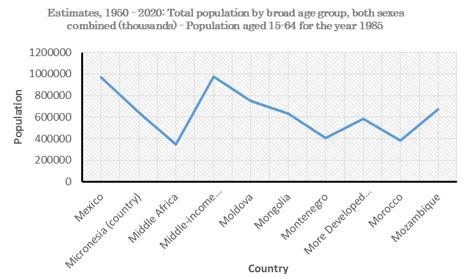 Estimates, 1950 - 2020: Total population by broad age group, both sexes
combined (thousands) - Population aged 15-64 for the year 1985
1200000
1000000
800000
600000
400000
200000
0
Population
Mexico
Micronesia (country)
Middle Africa
Middle-income...
Moldova
Mongolia
Montenegro
More Developed...
Morocco
Mozambique
Country